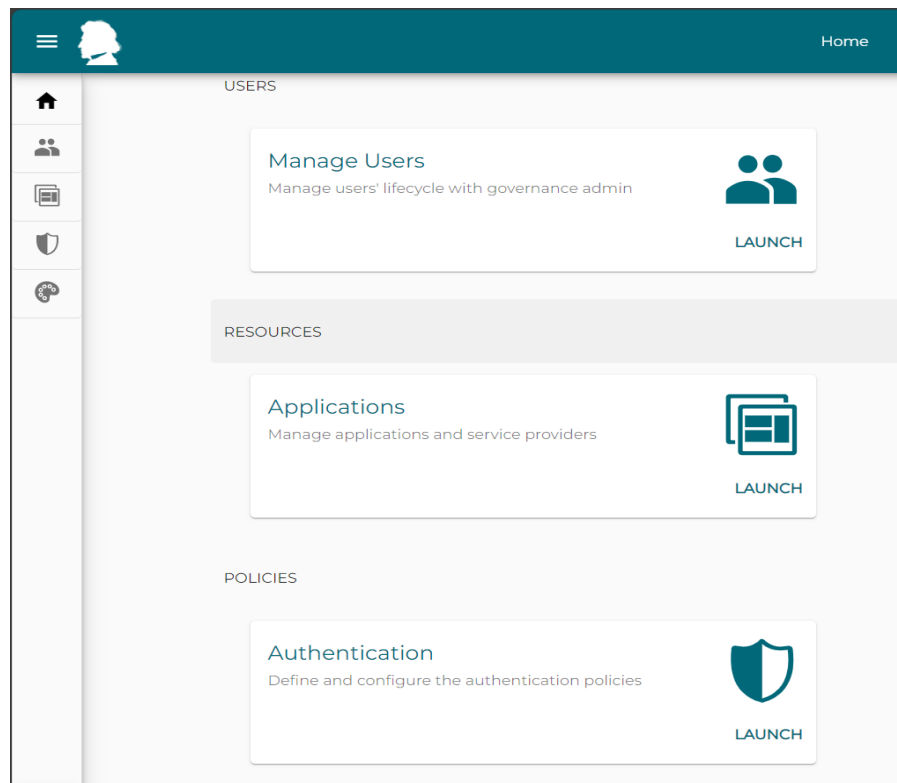 Home
USERS
Manage Users
Manage users' lifecycle with governance admin
LAUNCH
RESOURCES
Applications
Manage applications and service providers
LAUNCH
POLICIES
Authentication
Define and configure the authentication policies
LAUNCH